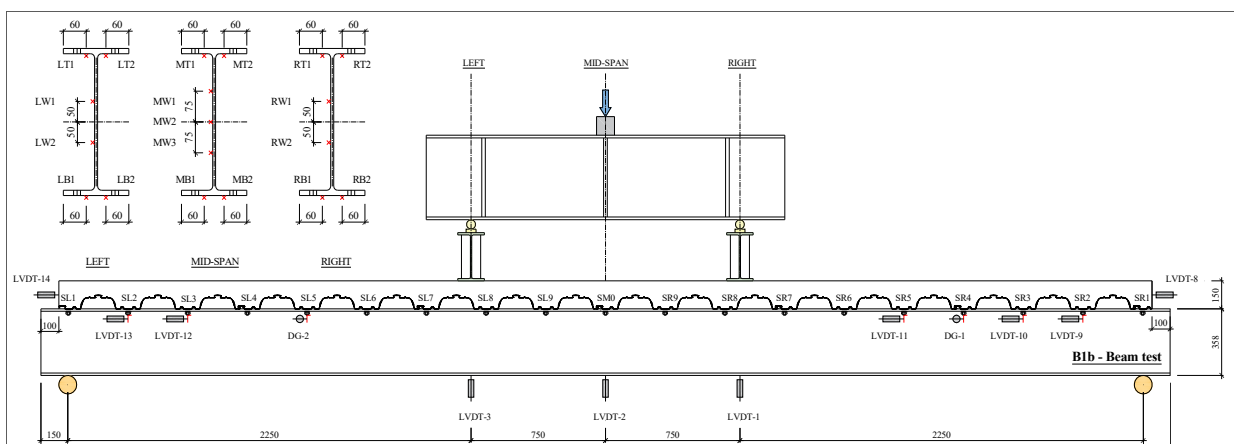 60 60 60 60 60 60
LT1 LT2 MT1 MT2 RT1 RT2
LEFT MID-SPAN RIGHT
LW1 50 MW1 75 RW1 50
MW2
LW2 50 MW3 75 RW2 50
LB1 LB2 MB1 MB2 RB1 RB2
60 60 60 60 60 60
LEFT MID-SPAN RIGHT
LVDT-14 LVDT-8
SL1 SL2 SL3 SL4 SL5 SL6 SL7 SL8 SL9 SM0 SR9 SR8 SR7 SR6 SR5 SR4 SR3 SR2 SR1 150
100 LVDT-13 LVDT-12 DG-2 LVDT-11 DG-1 LVDT-10 LVDT-9 100
B1b - Beam test 358
LVDT-3 LVDT-2 LVDT-1
150 2250 750 750 2250